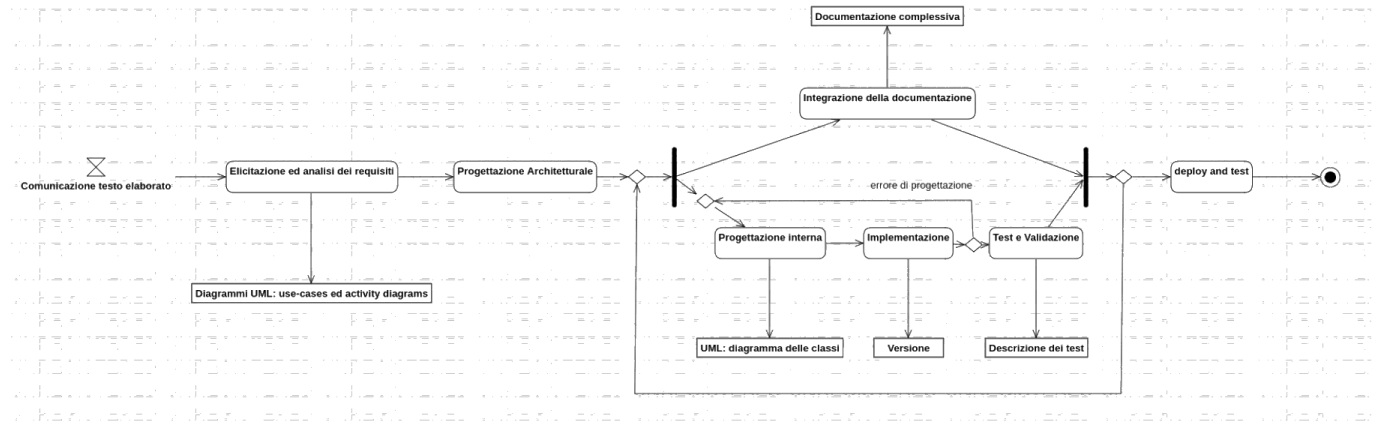 Documentazione complessiva
Integrazione della documentazione
Comunicazione testo elaborato
Elicitazione ed analisi dei requisiti
Progettazione Architetturale
deploy and test
errore di progettazione
Progettazione interna
Implementazione
Test e Validazione
Diagrammi UML: use-cases ed activity diagrams
UML: diagramma delle classi
Versione
Descrizione dei test